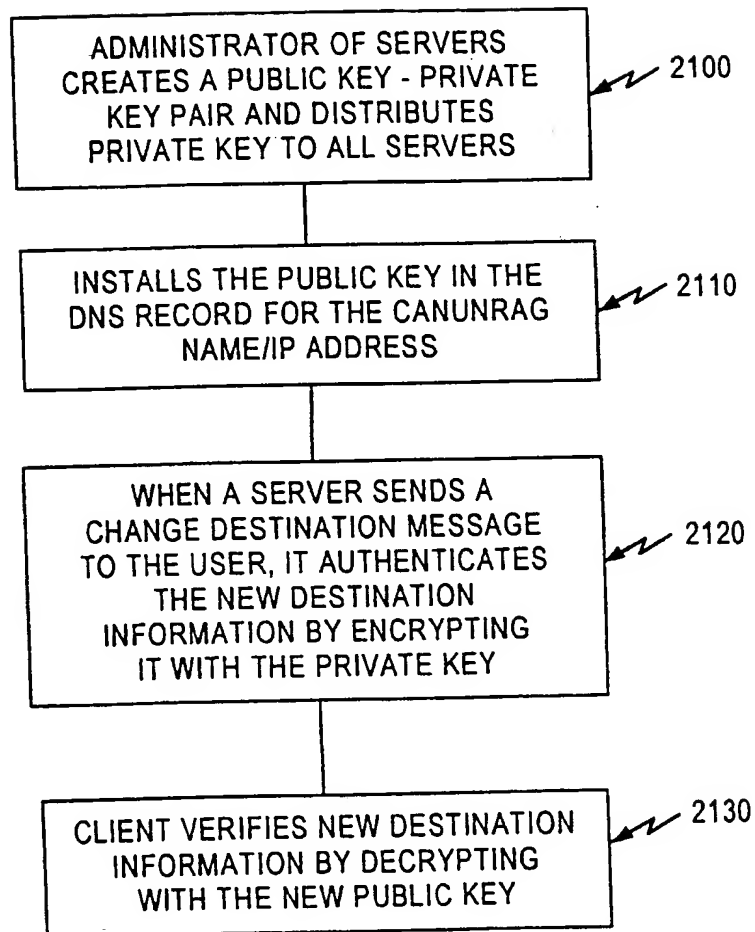 ADMINISTRATOR OF SERVERS
CREATES A PUBLIC KEY - PRIVATE
KEY PAIR AND DISTRIBUTES
PRIVATE KEY TO ALL SERVERS
2100
INSTALLS THE PUBLIC KEY IN THE
DNS RECORD FOR THE CANUNRAG
NAME/IP ADDRESS
2110
WHEN A SERVER SENDS A
CHANGE DESTINATION MESSAGE
TO THE USER, IT AUTHENTICATES
THE NEW DESTINATION
INFORMATION BY ENCRYPTING
IT WITH THE PRIVATE KEY
2120
CLIENT VERIFIES NEW DESTINATION
INFORMATION BY DECRYPTING
WITH THE NEW PUBLIC KEY
2130